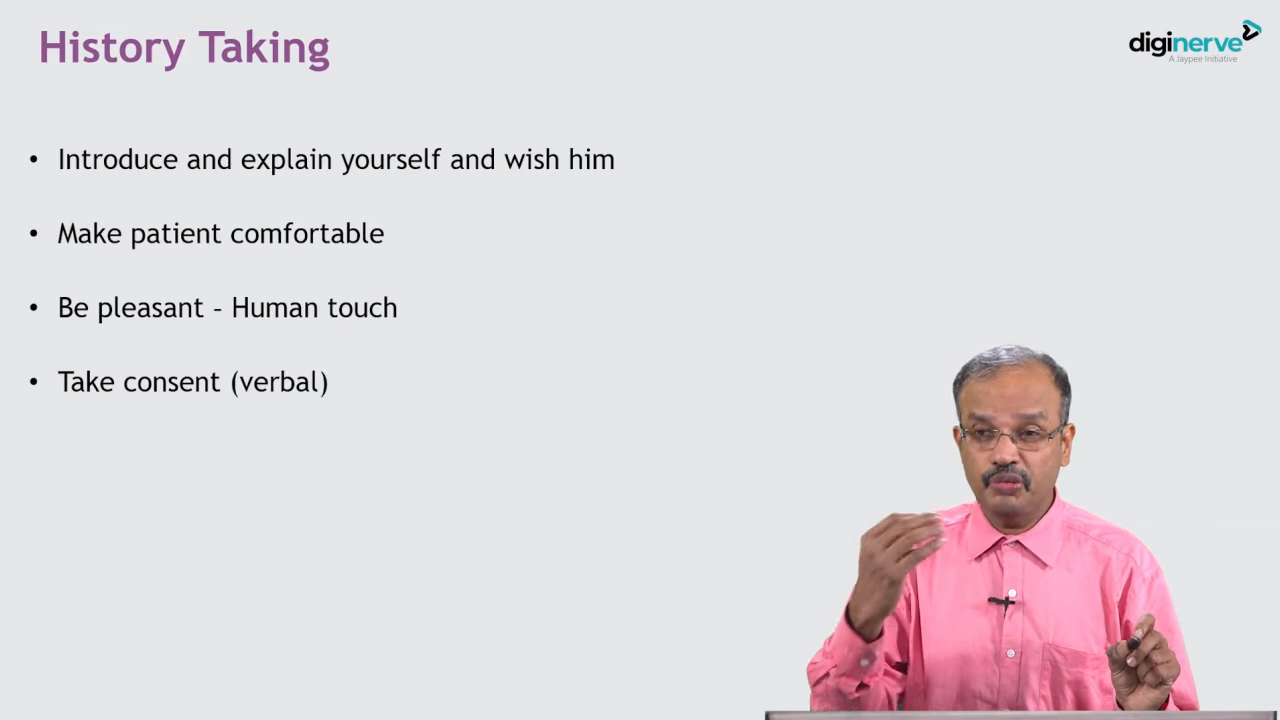 History Taking
diginerve
A Jaypee Initiative
• Introduce and explain yourself and wish him
• Make patient comfortable
• Be pleasant – Human touch
• Take consent (verbal)